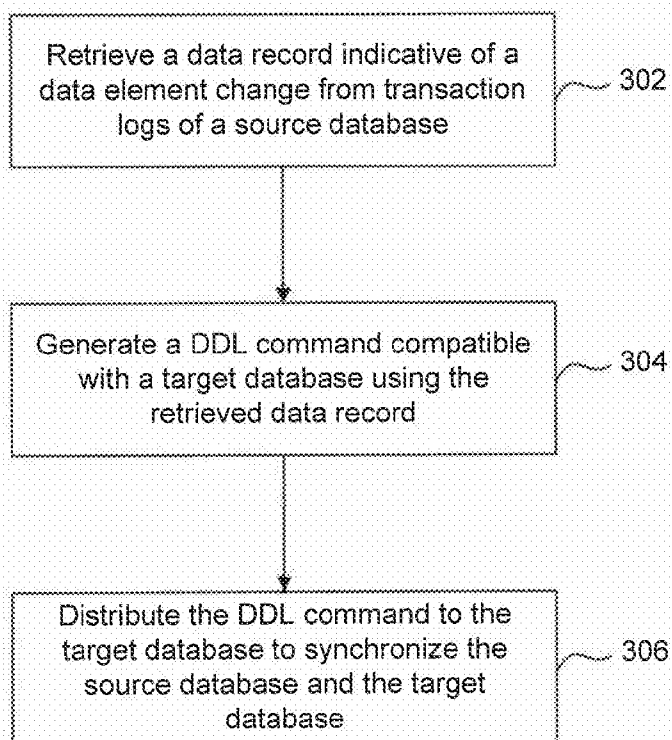 Retrieve a data record indicative of a
data element change from transaction
logs of a source database
302
Generate a DDL command compatible
with a target database using the
retrieved data record
304
Distribute the DDL command to the
target database to synchronize the
source database and the target
database
306